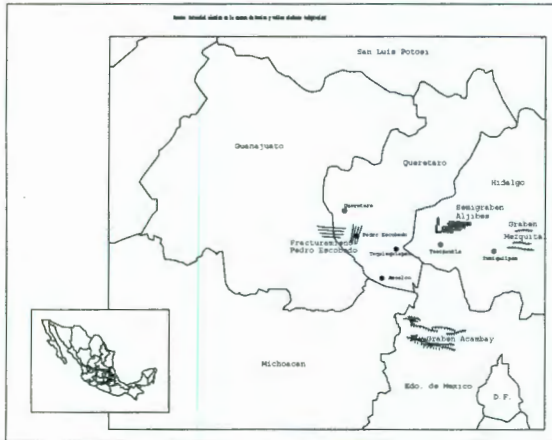 San Luis Potosi
Guanajuato
Queretaro
Hidalgo
Queretaro
Semigraben
Aljibes
Graben
Mezquital
Pedro Escobedo
Fracturamiento
Pedro Escobedo
Tequisquiapan
Tecozautla
Ixmiquilpan
Amealco
Graben Acambay
Michoacan
Edo. de Mexico
D.F.